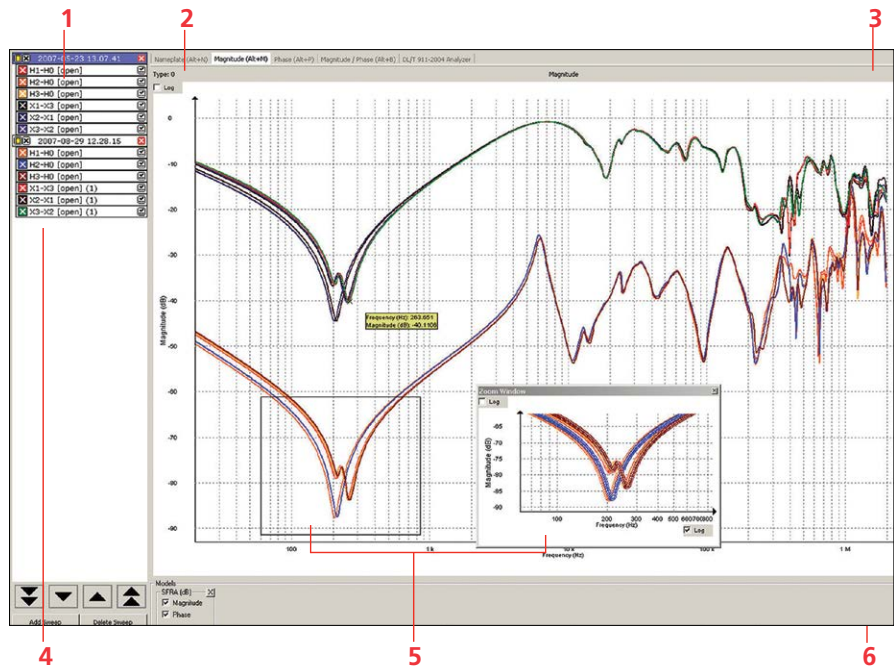 1
2
3
2007-05-23 13.07.41
H1-H0 [open]
H2-H0 [open]
H3-H0 [open]
X1-X3 [open]
X2-X1 [open]
X3-X2 [open]
2007-08-29 12.28.15
H1-H0 [open]
H2-H0 [open]
H3-H0 [open]
X1-X3 [open] (1)
X2-X1 [open] (1)
X3-X2 [open] (1)
Nameplate (Alt+N) Magnitude (Alt+M) Phase (Alt+P) Magnitude / Phase (Alt+B) DL/T 911-2004 Analyzer
Type: 0
Magnitude
Log
0
-10
-20
-30
-40
-50
-60
-70
-80
-90
Magnitude (dB)
Frequency (Hz): 263.651
Magnitude (dB): -40.1105
Zoom Window
Log
-65
-70
-75
-80
-85
-90
Magnitude (dB)
100 200 300 400 500 600 700 800
Frequency (Hz)
Log
100 1 k 100 k 1 M
Frequency (Hz)
Models
SFRA (dB)
Magnitude
Phase
Add Sweep Delete Sweep
4
5
6